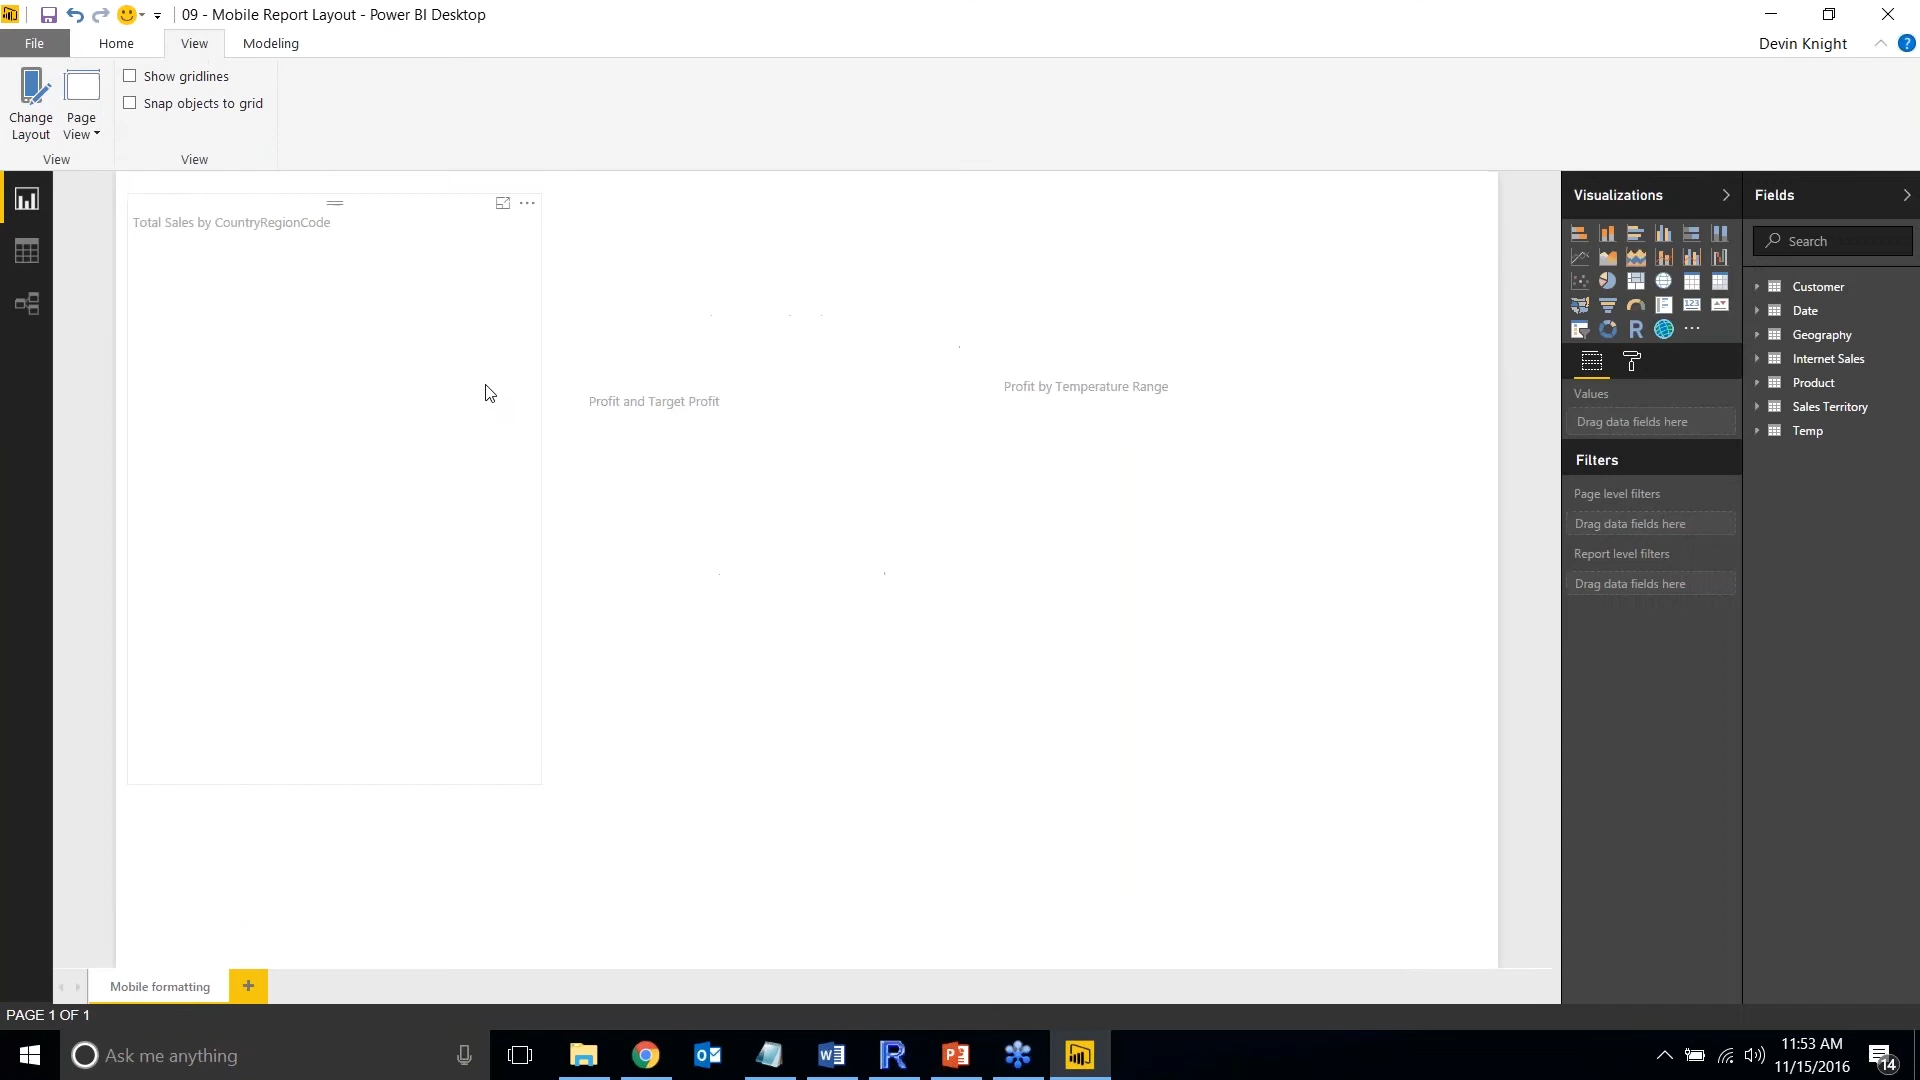 09 - Mobile Report Layout - Power BI Desktop
File
Home
View
Modeling
Devin Knight
?
Change
Layout
Page
View
View
Show gridlines
Snap objects to grid
View
Total Sales by CountryRegionCode
Profit and Target Profit
Profit by Temperature Range
Visualizations
R
123
Values
Drag data fields here
Filters
Page level filters
Drag data fields here
Report level filters
Drag data fields here
Fields
Search
Customer
Date
Geography
Internet Sales
Product
Sales Territory
Temp
Mobile formatting
+
PAGE 1 OF 1
Ask me anything
11:53 AM
11/15/2016
14